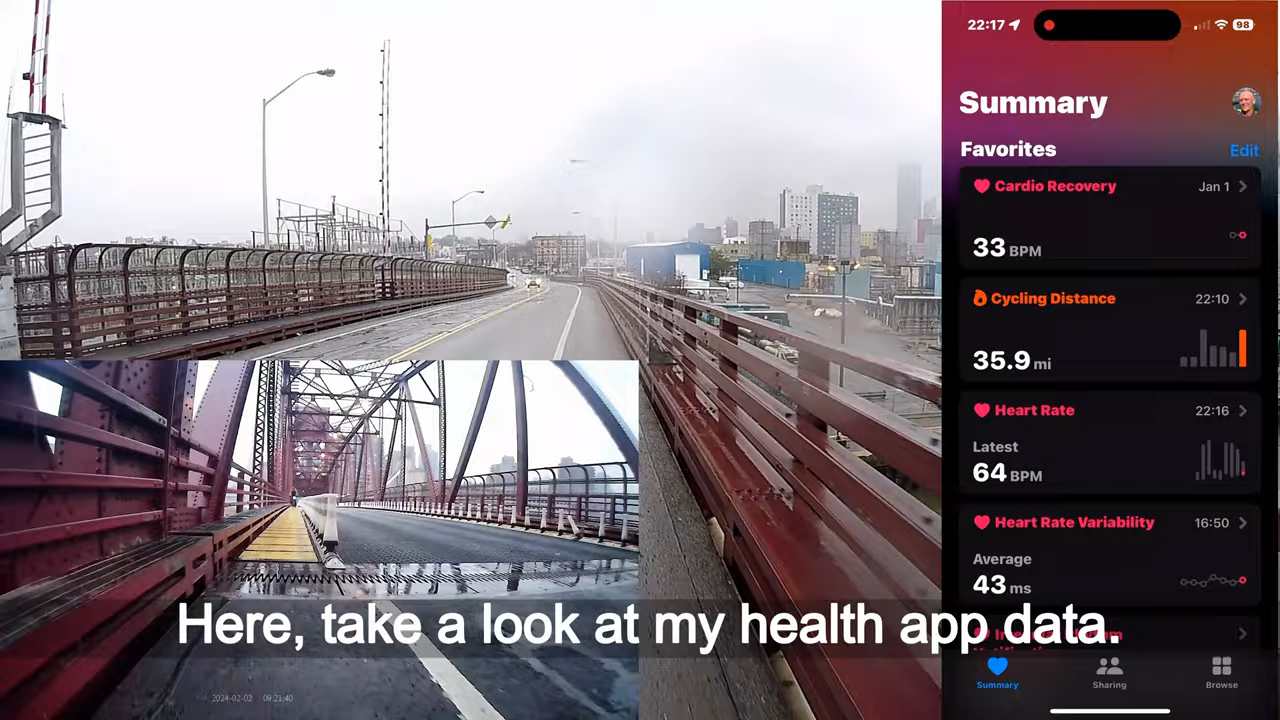 22:17
98
Summary
Favorites
Edit
Cardio Recovery
Jan 1
33 BPM
Cycling Distance
22:10
35.9 mi
Heart Rate
22:16
Latest
64 BPM
Heart Rate Variability
16:50
Average
43 ms
Here, take a look at my health app data.
2024-02-02 09:21:40
Summary
Sharing
Browse